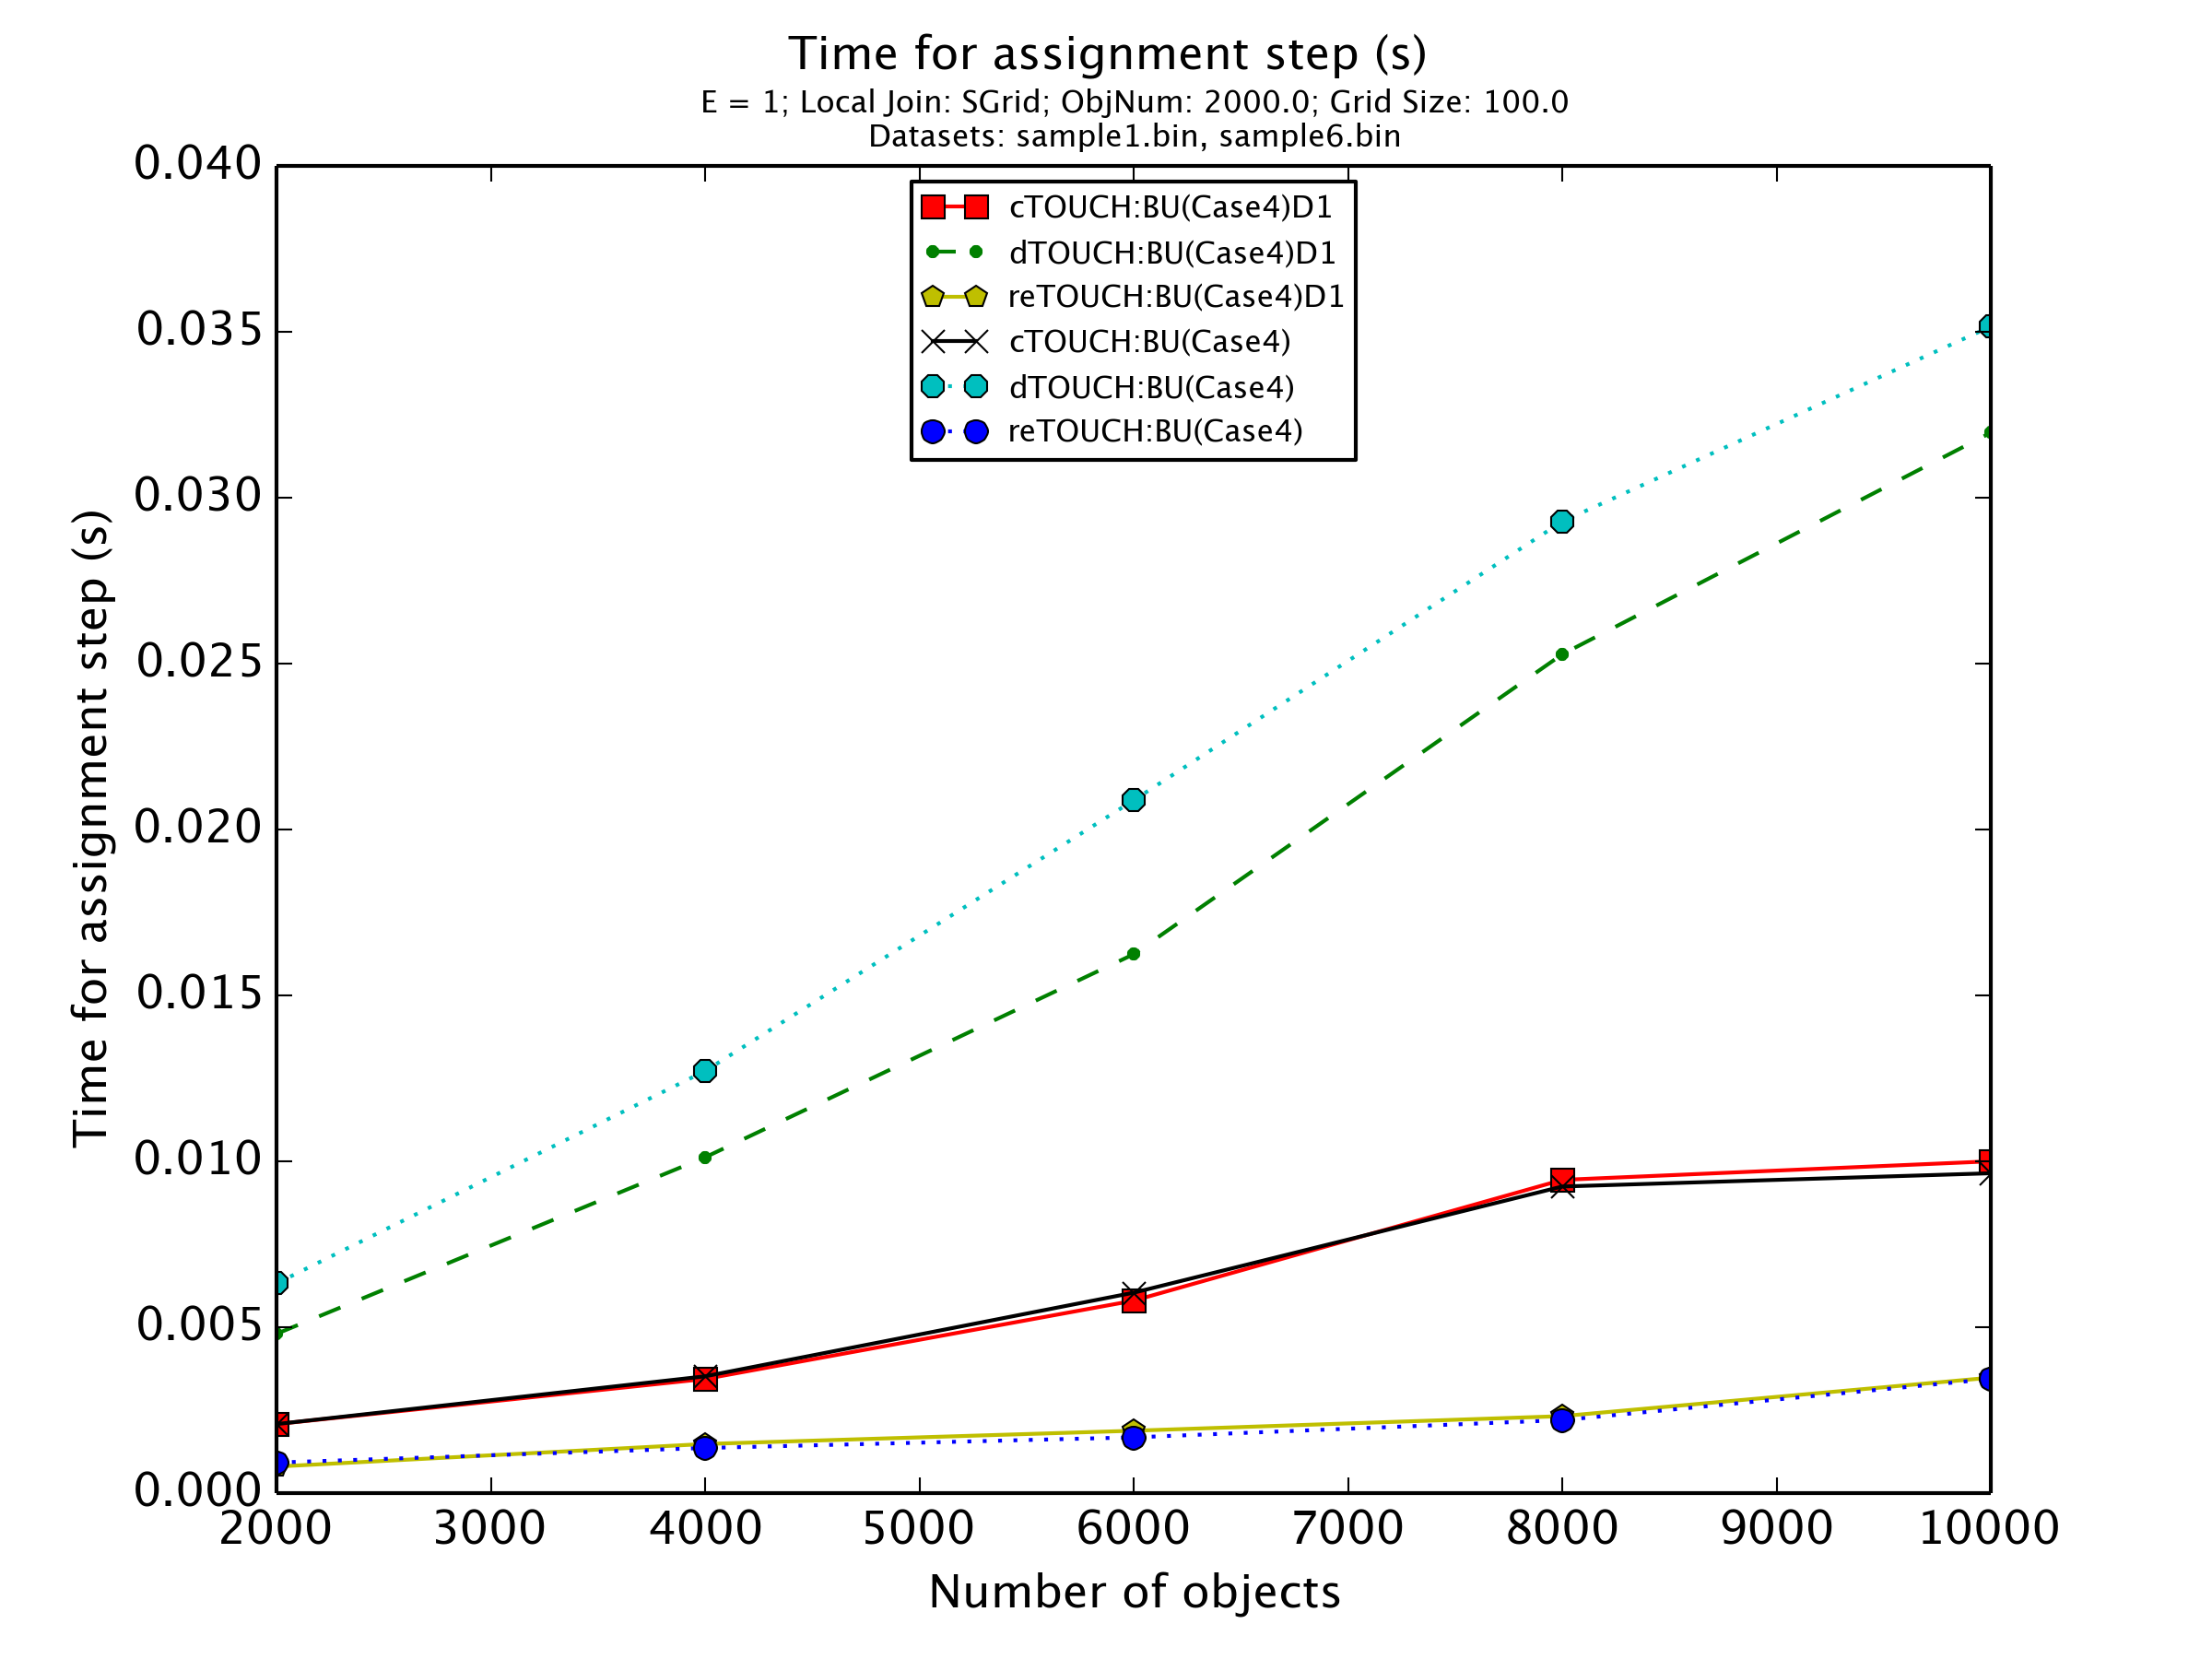 Time for assignment step (s)
E = 1; Local Join: SGrid; ObjNum: 2000.0; Grid Size: 100.0
Datasets: sample1.bin, sample6.bin
0.040
0.035
0.030
0.025
0.020
0.015
0.010
0.005
0.000
Time for assignment step (s)
cTOUCH:BU(Case4)D1
dTOUCH:BU(Case4)D1
reTOUCH:BU(Case4)D1
cTOUCH:BU(Case4)
dTOUCH:BU(Case4)
reTOUCH:BU(Case4)
2000 3000 4000 5000 6000 7000 8000 9000 10000
Number of objects